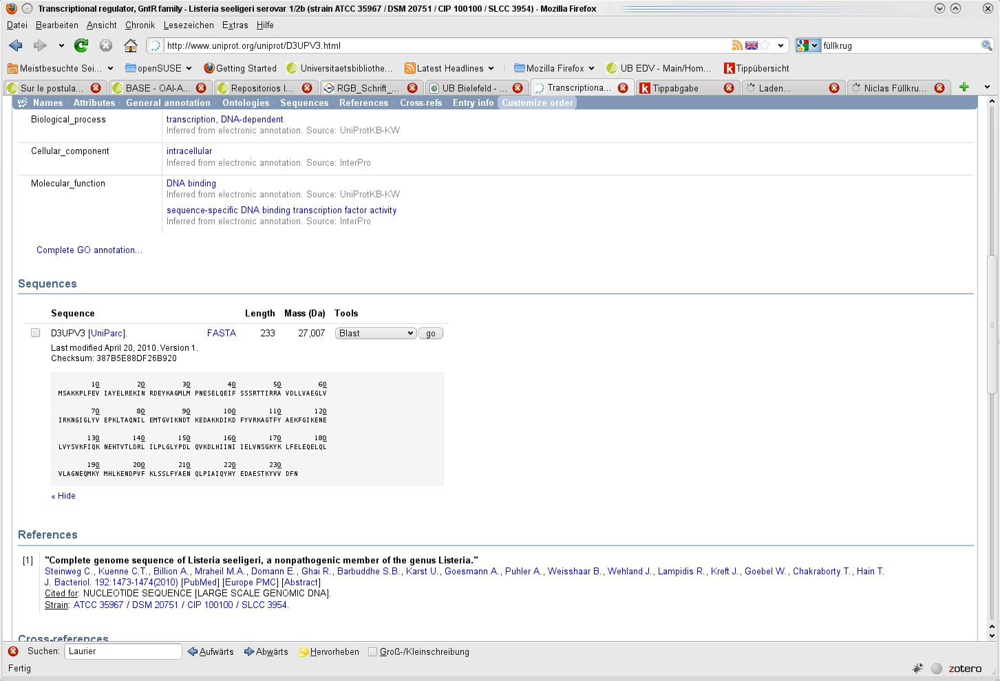 Transcriptional regulator, GntR family - Listeria seeligeri serovar 1/2b (strain ATCC 35967 / DSM 20751 / CIP 100100 / SLCC 3954) - Mozilla Firefox
Datei Bearbeiten Ansicht Chronik Lesezeichen Extras Hilfe
http://www.uniprot.org/uniprot/D3UPV3.html füllkrug
Meistbesuchte Sei... openSUSE Getting Started Universitaetsbibliothe... Latest Headlines Mozilla Firefox UB EDV - Main/Hom... Tippübersicht
Sur le postula... BASE - OAI-A... Repositorios I... RGB_Schrift_... UB Bielefeld - ... Transcriptiona... Tippabgabe Laden... Niclas Füllkru...
Names · Attributes · General annotation · Ontologies · Sequences · References · Cross-refs · Entry info Customize order
Biological_process transcription, DNA-dependent
Inferred from electronic annotation. Source: UniProtKB-KW
Cellular_component intracellular
Inferred from electronic annotation. Source: InterPro
Molecular_function DNA binding
Inferred from electronic annotation. Source: UniProtKB-KW
sequence-specific DNA binding transcription factor activity
Inferred from electronic annotation. Source: InterPro
Complete GO annotation...
Sequences
Sequence Length Mass (Da) Tools
D3UPV3 [UniParc]. FASTA 233 27,007 Blast go
Last modified April 20, 2010. Version 1.
Checksum: 387B5E88DF26B920
10 20 30 40 50 60
MSAKKPLFEV IAYELREKIN RDEYKAGMLM PNESELQEIF SSSRTTIRRA VDLLVAEGLV
70 80 90 100 110 120
IRKNGIGLYV EPKLTAQNIL EMTGVIKNDT KEDAKKDIKD FYVRKAGTFY AEKFGIKENE
130 140 150 160 170 180
LVYSVKFIQK NEHTVTLDRL ILPLGLYPDL QVKDLHIINI IELVNSGKYK LFELEQELQL
190 200 210 220 230
VLAGNEQMKY MHLKENDPVF KLSSLFYAEN QLPIAIQYHY EDAESTKYVV DFN
« Hide
References
[1] "Complete genome sequence of Listeria seeligeri, a nonpathogenic member of the genus Listeria."
Steinweg C., Kuenne C.T., Billion A., Mraheil M.A., Domann E., Ghai R., Barbuddhe S.B., Karst U., Goesmann A., Puhler A., Weisshaar B., Wehland J., Lampidis R., Kreft J., Goebel W., Chakraborty T., Hain T.
J. Bacteriol. 192:1473-1474(2010) [PubMed] [Europe PMC] [Abstract]
Cited for: NUCLEOTIDE SEQUENCE [LARGE SCALE GENOMIC DNA].
Strain: ATCC 35967 / DSM 20751 / CIP 100100 / SLCC 3954.
Cross-references
Suchen: Laurier Aufwärts Abwärts Hervorheben Groß-/Kleinschreibung
Fertig zotero